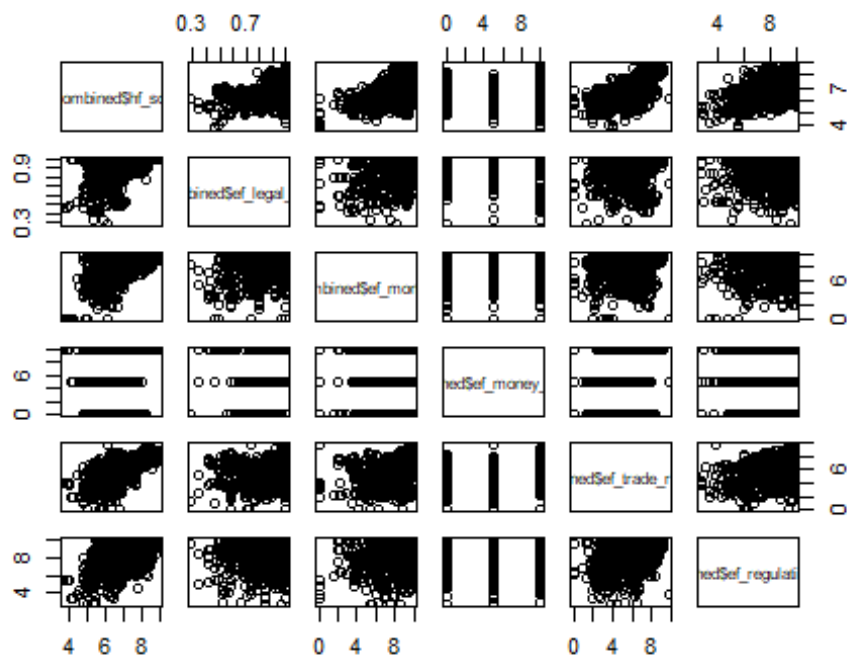 0.3 0.7 0 4 8 4 8
ombined$hf_sc 4 7
0.3 0.9 bined$ef_legal_
nbined$ef_mon 0 6
0 6 ned$ef_money_
ned$ef_trade_r 0 6
4 8 ned$ef_regulati
4 6 8 0 4 8 0 4 8